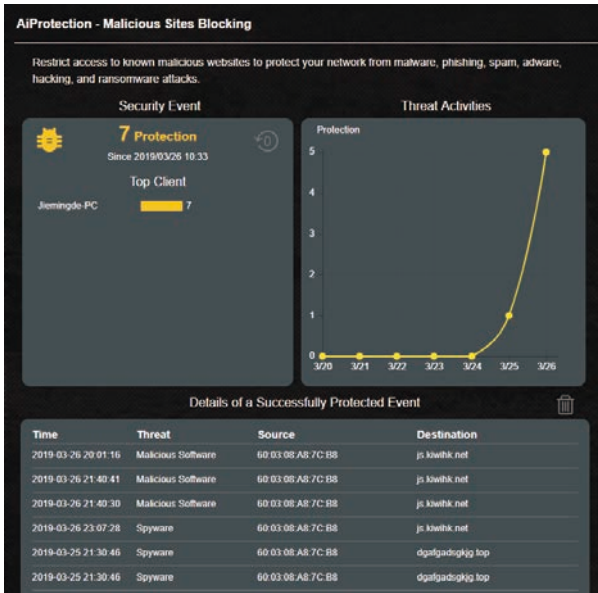 AiProtection - Malicious Sites Blocking
Restrict access to known malicious websites to protect your network from malware, phishing, spam, adware,
hacking, and ransomware attacks.
Security Event
7 Protection
Since 2019/03/26 10:33
Top Client
Jiemingde-PC 7
Threat Activities
Protection
5
4
3
2
1
0
3/20 3/21 3/22 3/23 3/24 3/25 3/26
Details of a Successfully Protected Event
Time Threat Source Destination
2019-03-26 20:01:16 Malicious Software 60:03:08:A8:7C:B8 js.kiwihk.net
2019-03-26 21:40:41 Malicious Software 60:03:08:A8:7C:B8 js.kiwihk.net
2019-03-26 21:40:30 Malicious Software 60:03:08:A8:7C:B8 js.kiwihk.net
2019-03-26 23:07:28 Spyware 60:03:08:A8:7C:B8 js.kiwihk.net
2019-03-25 21:30:46 Spyware 60:03:08:A8:7C:B8 dgafgadsgkjg.top
2019-03-25 21:30:46 Spyware 60:03:08:A8:7C:B8 dgafgadsgkjg.top